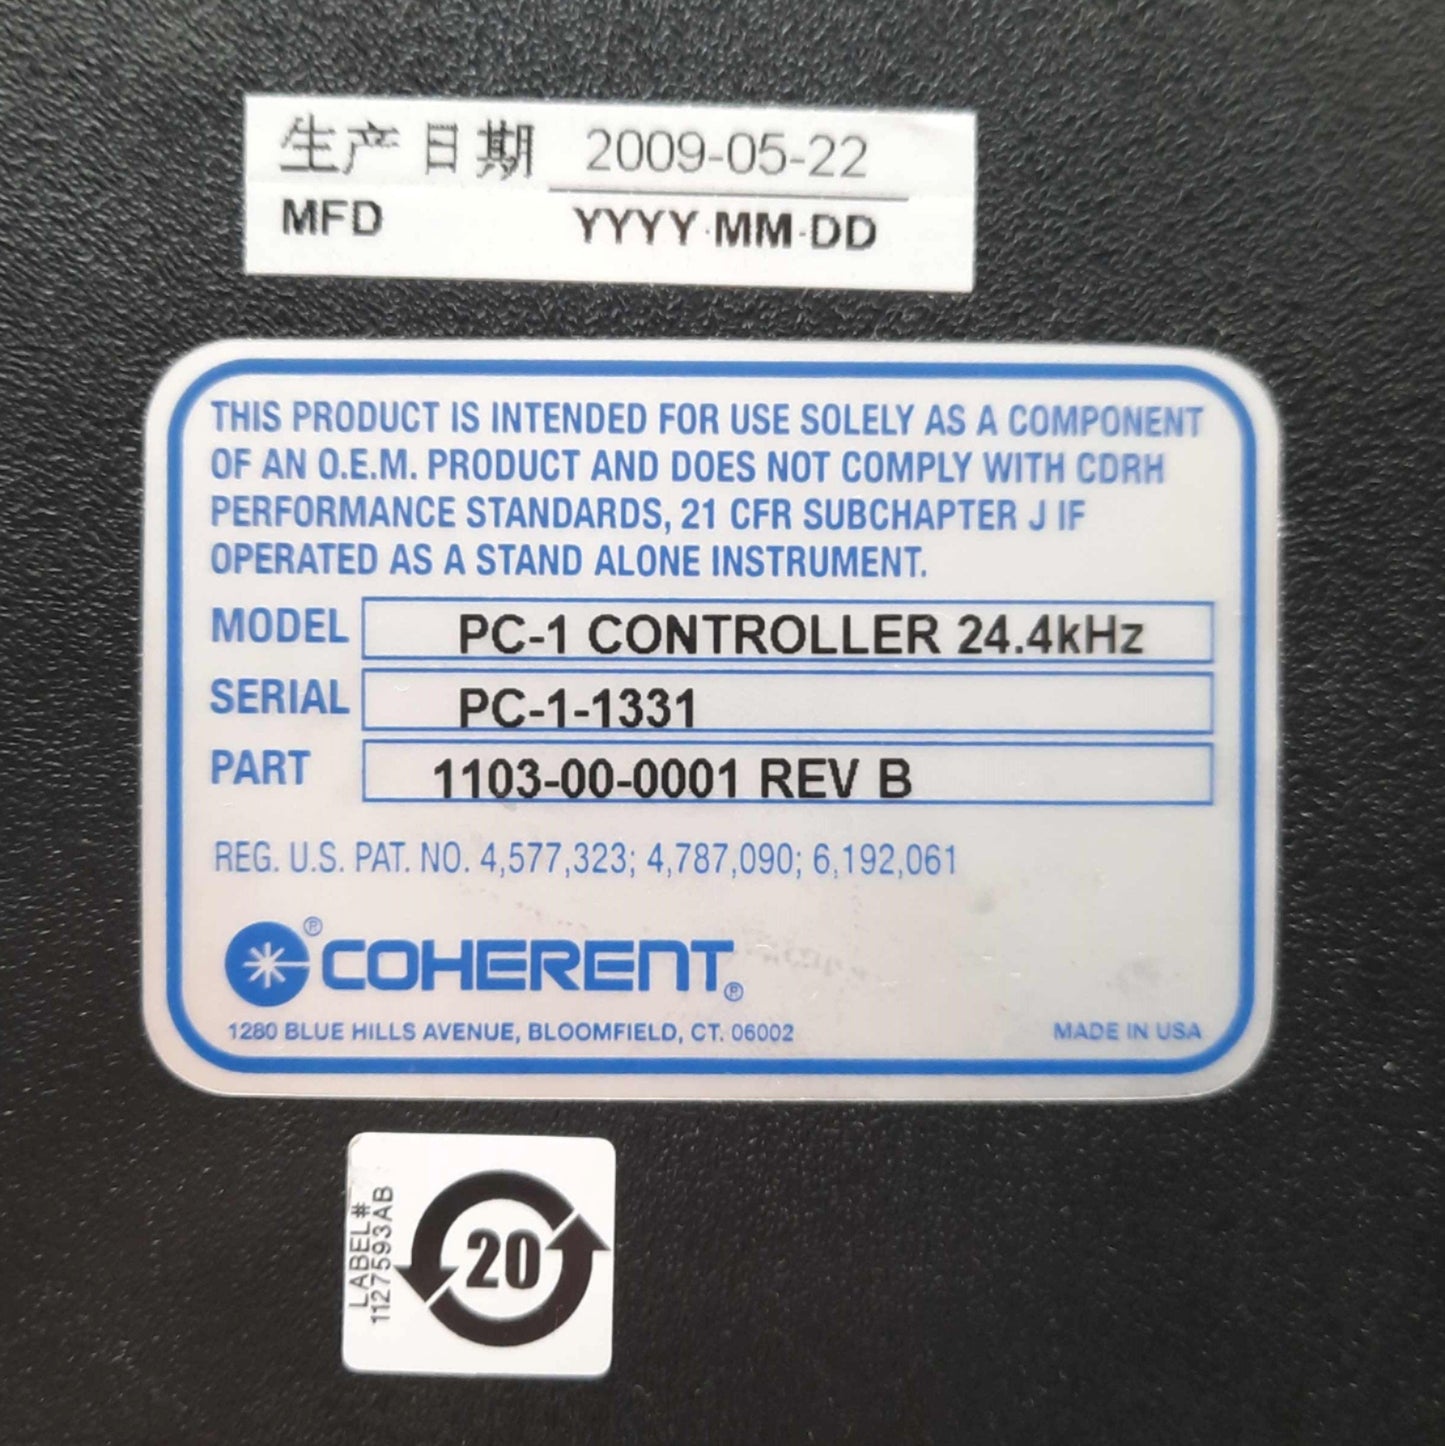 生产日期 2009-05-22
MFD YYYY-MM-DD
THIS PRODUCT IS INTENDED FOR USE SOLELY AS A COMPONENT
OF AN O.E.M. PRODUCT AND DOES NOT COMPLY WITH CDRH
PERFORMANCE STANDARDS, 21 CFR SUBCHAPTER J IF
OPERATED AS A STAND ALONE INSTRUMENT.
MODEL PC-1 CONTROLLER 24.4kHz
SERIAL PC-1-1331
PART 1103-00-0001 REV B
REG. U.S. PAT. NO. 4,577,323; 4,787,090; 6,192,061
® COHERENT®
1280 BLUE HILLS AVENUE, BLOOMFIELD, CT. 06002 MADE IN USA
LABEL#
1127593AB
20